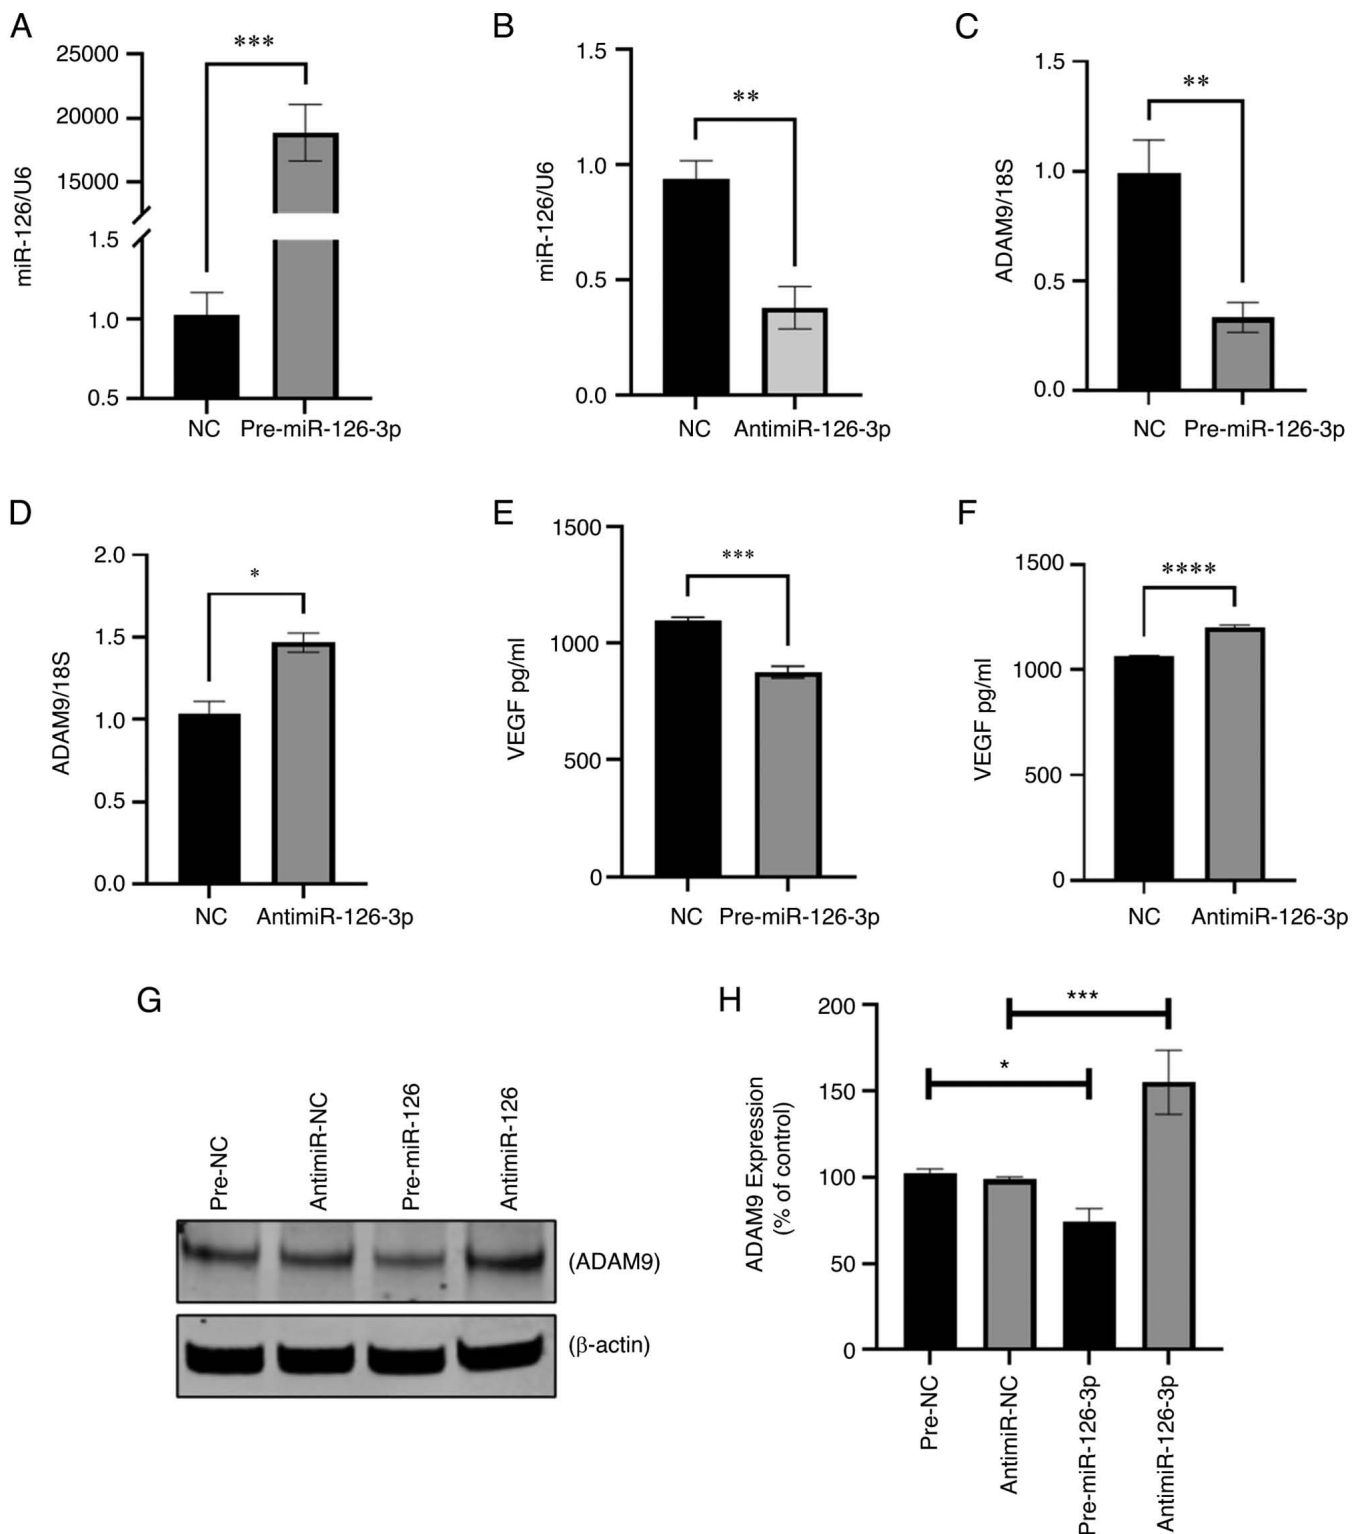 A
miR-126/U6
25000
20000
15000
1.5
1.0
0.5
***
NC
Pre-miR-126-3p
B
miR-126/U6
1.5
1.0
0.5
0.0
**
NC
AntimiR-126-3p
C
ADAM9/18S
1.5
1.0
0.5
0.0
**
NC
Pre-miR-126-3p
D
ADAM9/18S
2.0
1.5
1.0
0.5
0.0
*
NC
AntimiR-126-3p
E
VEGF pg/ml
1500
1000
500
0
***
NC
Pre-miR-126-3p
F
VEGF pg/ml
1500
1000
500
0
****
NC
AntimiR-126-3p
G
Pre-NC
AntimiR-NC
Pre-miR-126
AntimiR-126
(ADAM9)
(β-actin)
H
ADAM9 Expression
(% of control)
200
150
100
50
0
***
*
Pre-NC
AntimiR-NC
Pre-miR-126-3p
AntimiR-126-3p